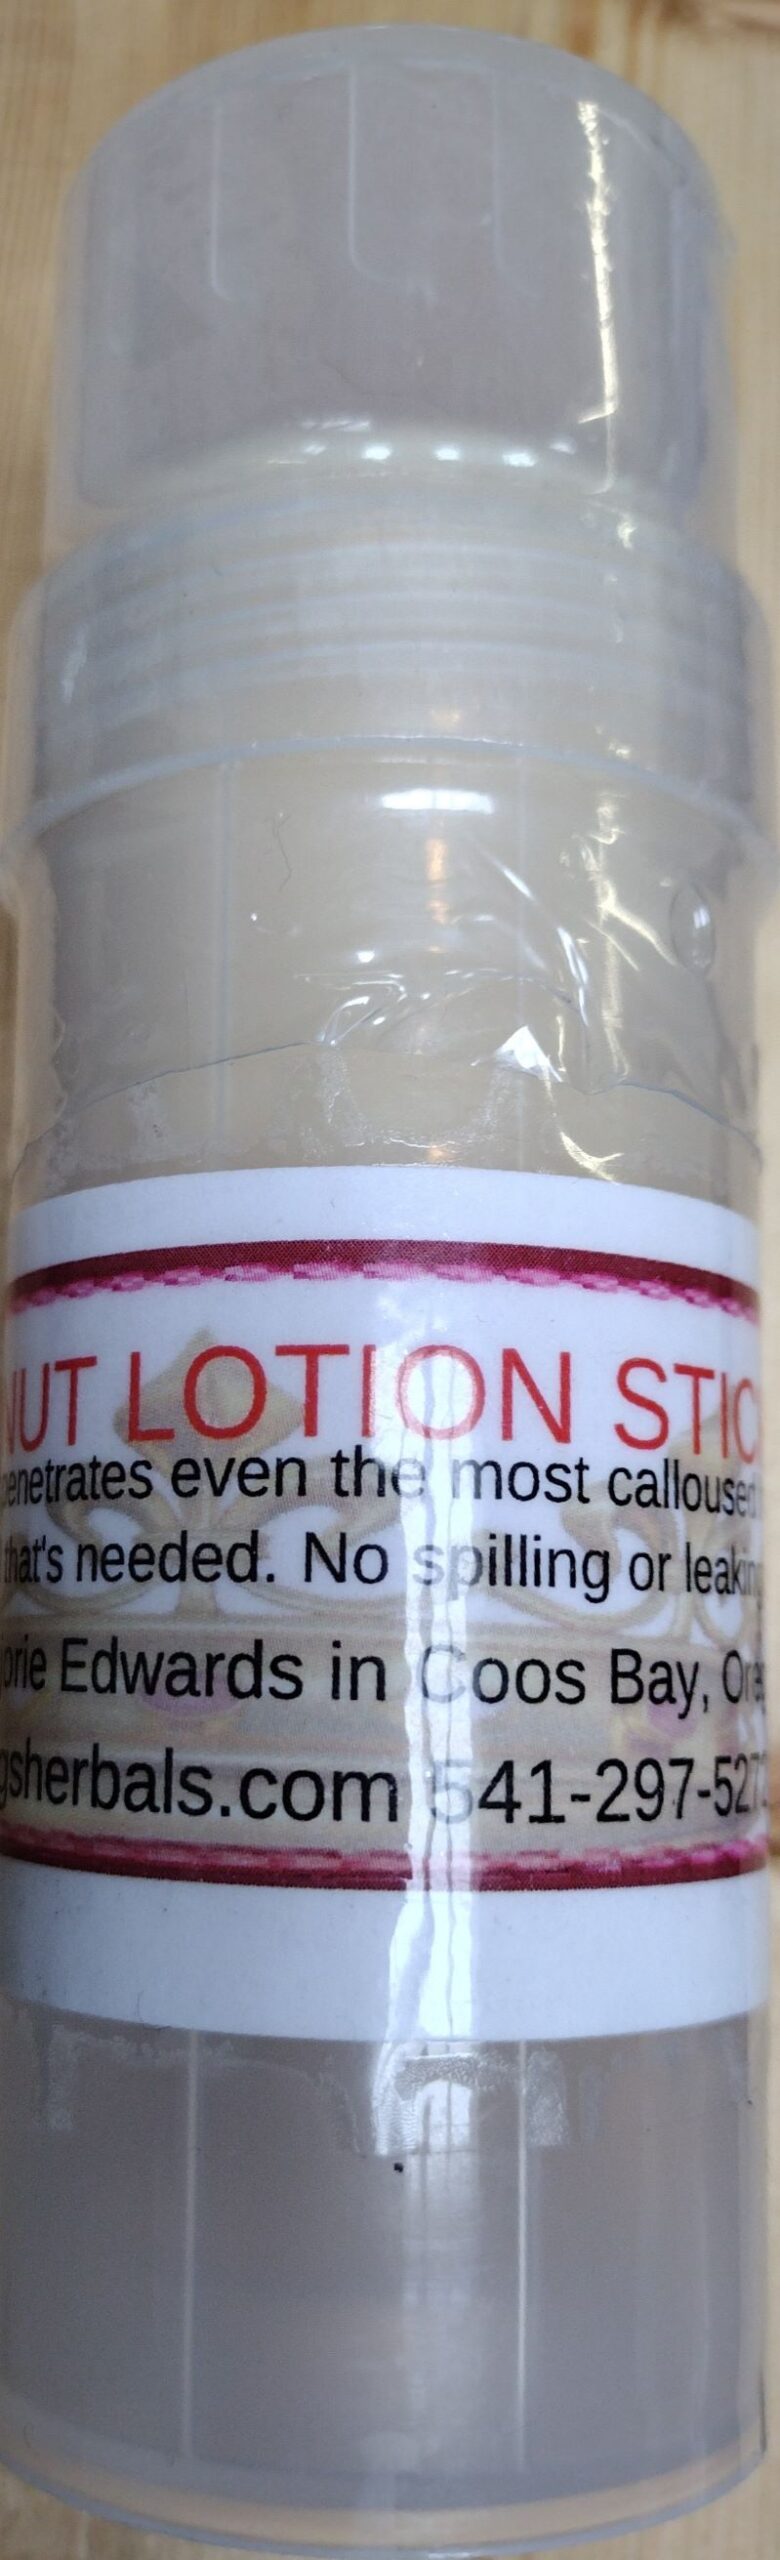 NUT LOTION STIC
enetrates even the most calloused
that's needed. No spilling or leaking
orie Edwards in Coos Bay, Ore
gsherbals.com 541-297-527